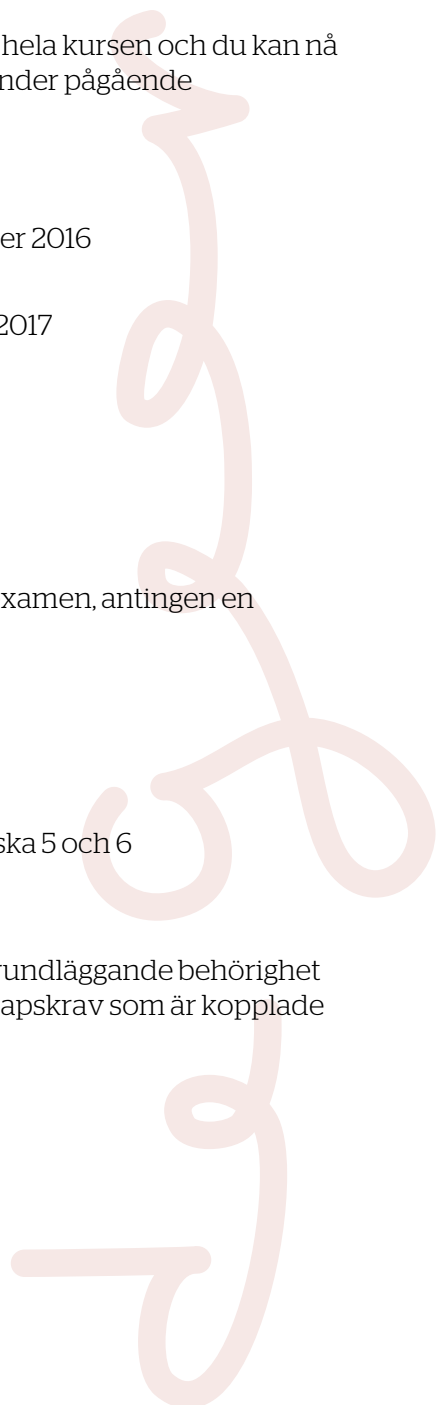 hela kursen och du kan nå
nder pågående
er 2016
2017
xamen, antingen en
ska 5 och 6
rundläggande behörighet
apskrav som är kopplade